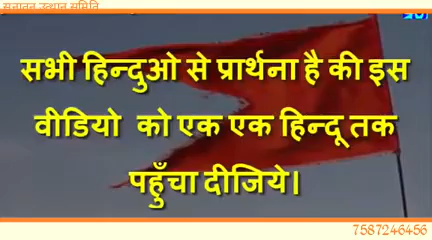 सनातन उत्थान समिति
सभी हिन्दुओ से प्रार्थना है की इस
वीडियो को एक एक हिन्दू तक
पहुँचा दीजिये।
7587246456